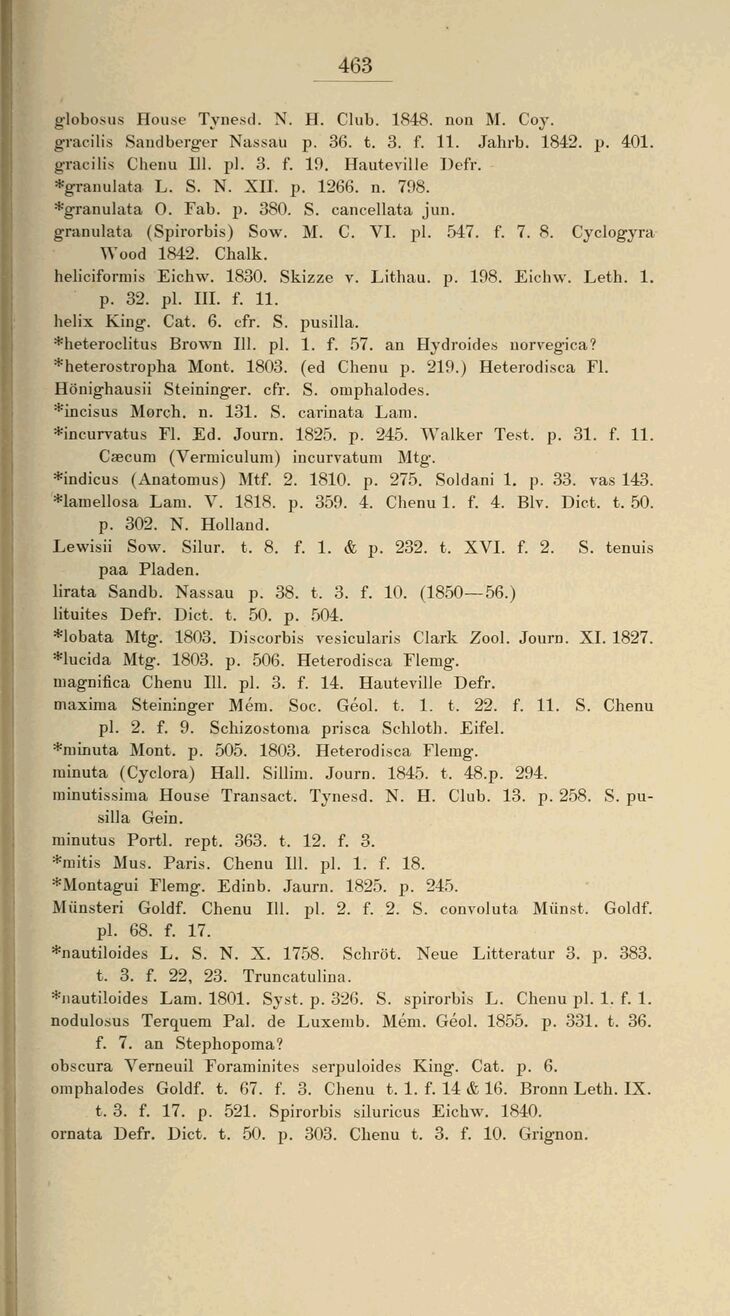 463
globosus House Tynesd. N. H. Club. 1848. non M. Coy.
gracilis Sandberger Nassau p. 36. t. 3. f. 11. Jahrb. 1842. p. 401.
gracilis Chenu Ill. pl. 3. f. 19. Hauteville Defr.
*granulata L. S. N. XII. p. 1266. n. 798.
*granulata O. Fab. p. 380. S. cancellata jun.
granulata (Spirorbis) Sow. M. C. VI. pl. 547. f. 7. 8. Cyclogyra
Wood 1842. Chalk.
heliciformis Eichw. 1830. Skizze v. Lithau. p. 198. Eichw. Leth. 1.
p. 32. pl. III. f. 11.
helix King. Cat. 6. cfr. S. pusilla.
*heteroclitus Brown Ill. pl. 1. f. 57. an Hydroides norvegica?
*heterostropha Mont. 1803. (ed Chenu p. 219.) Heterodisca Fl.
Hönighausii Steininger. cfr. S. omphalodes.
*incisus Mørch. n. 131. S. carinata Lam.
*incurvatus Fl. Ed. Journ. 1825. p. 245. Walker Test. p. 31. f. 11.
Cæcum (Vermiculum) incurvatum Mtg.
*indicus (Anatomus) Mtf. 2. 1810. p. 275. Soldani 1. p. 33. vas 143.
*lamellosa Lam. V. 1818. p. 359. 4. Chenu 1. f. 4. Blv. Dict. t. 50.
p. 302. N. Holland.
Lewisii Sow. Silur. t. 8. f. 1. & p. 232. t. XVI. f. 2. S. tenuis
paa Pladen.
lirata Sandb. Nassau p. 38. t. 3. f. 10. (1850—56.)
lituites Defr. Dict. t. 50. p. 504.
*lobata Mtg. 1803. Discorbis vesicularis Clark Zool. Journ. XI. 1827.
*lucida Mtg. 1803. p. 506. Heterodisca Flemg.
magnifica Chenu Ill. pl. 3. f. 14. Hauteville Defr.
maxima Steininger Mém. Soc. Géol. t. 1. t. 22. f. 11. S. Chenu
pl. 2. f. 9. Schizostoma prisca Schloth. Eifel.
*minuta Mont. p. 505. 1803. Heterodisca Flemg.
minuta (Cyclora) Hall. Sillim. Journ. 1845. t. 48.p. 294.
minutissima House Transact. Tynesd. N. H. Club. 13. p. 258. S. pu-
silla Gein.
minutus Portl. rept. 363. t. 12. f. 3.
*mitis Mus. Paris. Chenu Ill. pl. 1. f. 18.
*Montagui Flemg. Edinb. Jaurn. 1825. p. 245.
Münsteri Goldf. Chenu Ill. pl. 2. f. 2. S. convoluta Münst. Goldf.
pl. 68. f. 17.
*nautiloides L. S. N. X. 1758. Schröt. Neue Litteratur 3. p. 383.
t. 3. f. 22, 23. Truncatulina.
*nautiloides Lam. 1801. Syst. p. 326. S. spirorbis L. Chenu pl. 1. f. 1.
nodulosus Terquem Pal. de Luxemb. Mém. Géol. 1855. p. 331. t. 36.
f. 7. an Stephopoma?
obscura Verneuil Foraminites serpuloides King. Cat. p. 6.
omphalodes Goldf. t. 67. f. 3. Chenu t. 1. f. 14 & 16. Bronn Leth. IX.
t. 3. f. 17. p. 521. Spirorbis siluricus Eichw. 1840.
ornata Defr. Dict. t. 50. p. 303. Chenu t. 3. f. 10. Grignon.